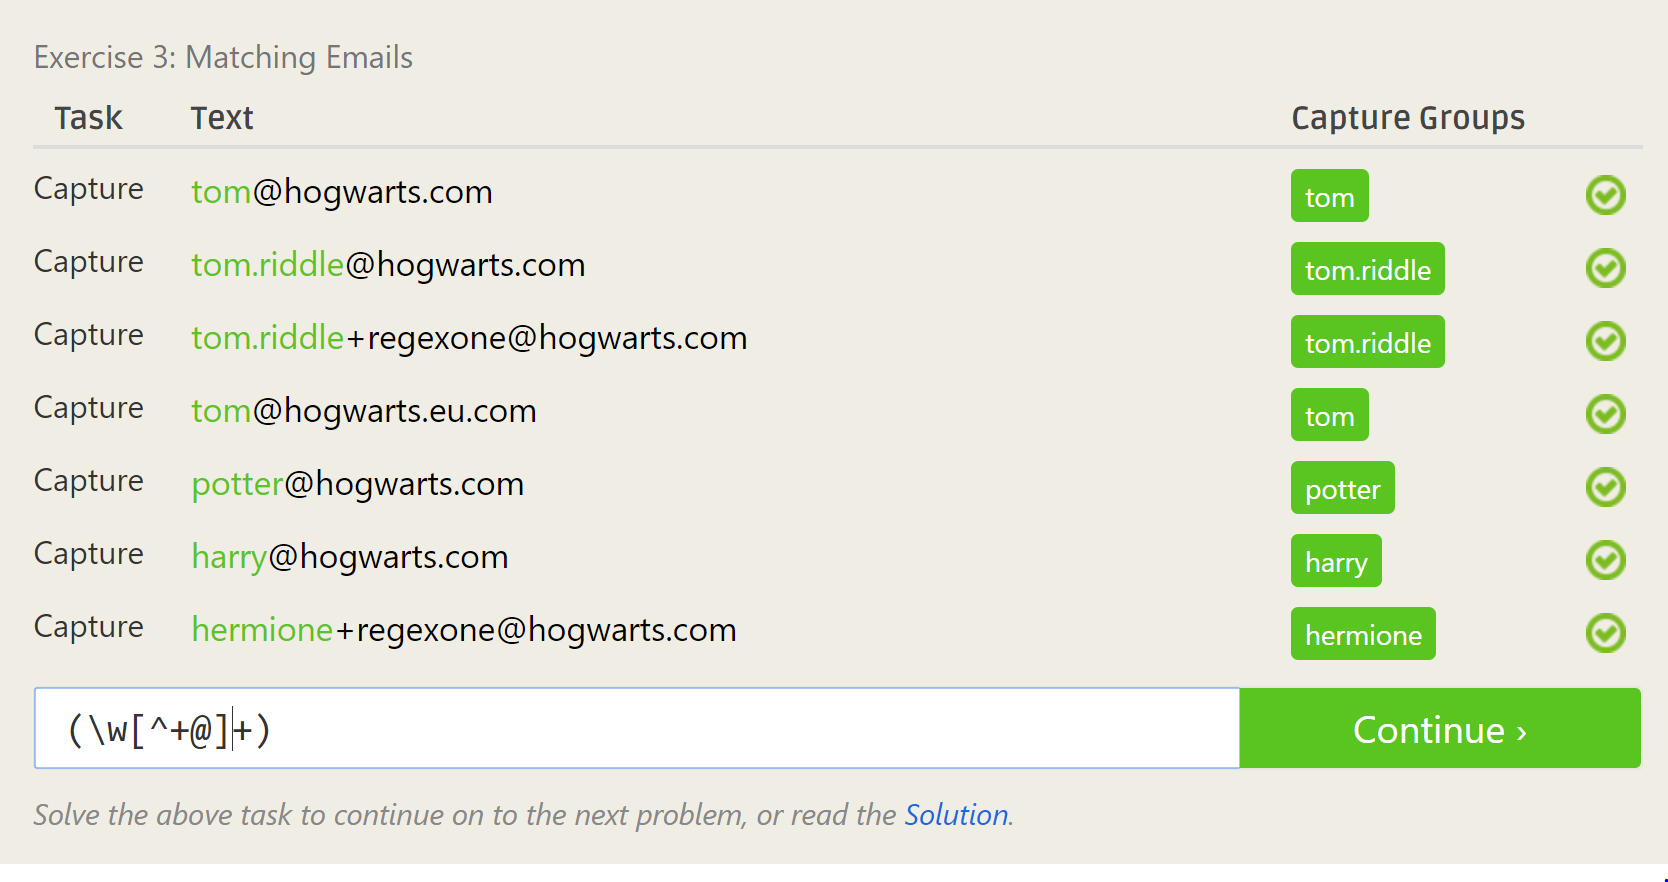 Exercise 3: Matching Emails
Task Text Capture Groups
Capture tom@hogwarts.com tom
Capture tom.riddle@hogwarts.com tom.riddle
Capture tom.riddle+regexone@hogwarts.com tom.riddle
Capture tom@hogwarts.eu.com tom
Capture potter@hogwarts.com potter
Capture harry@hogwarts.com harry
Capture hermione+regexone@hogwarts.com hermione
(\w[^+@]+) Continue ›
Solve the above task to continue on to the next problem, or read the Solution.